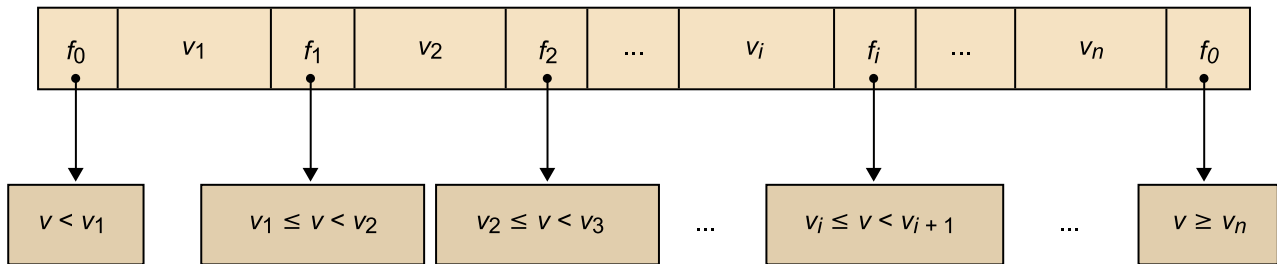 f0 v1 f1 v2 f2 ... vi fi ... vn f0
v < v1 v1 ≤ v < v2 v2 ≤ v < v3 ... vi ≤ v < vi + 1 ... v ≥ vn